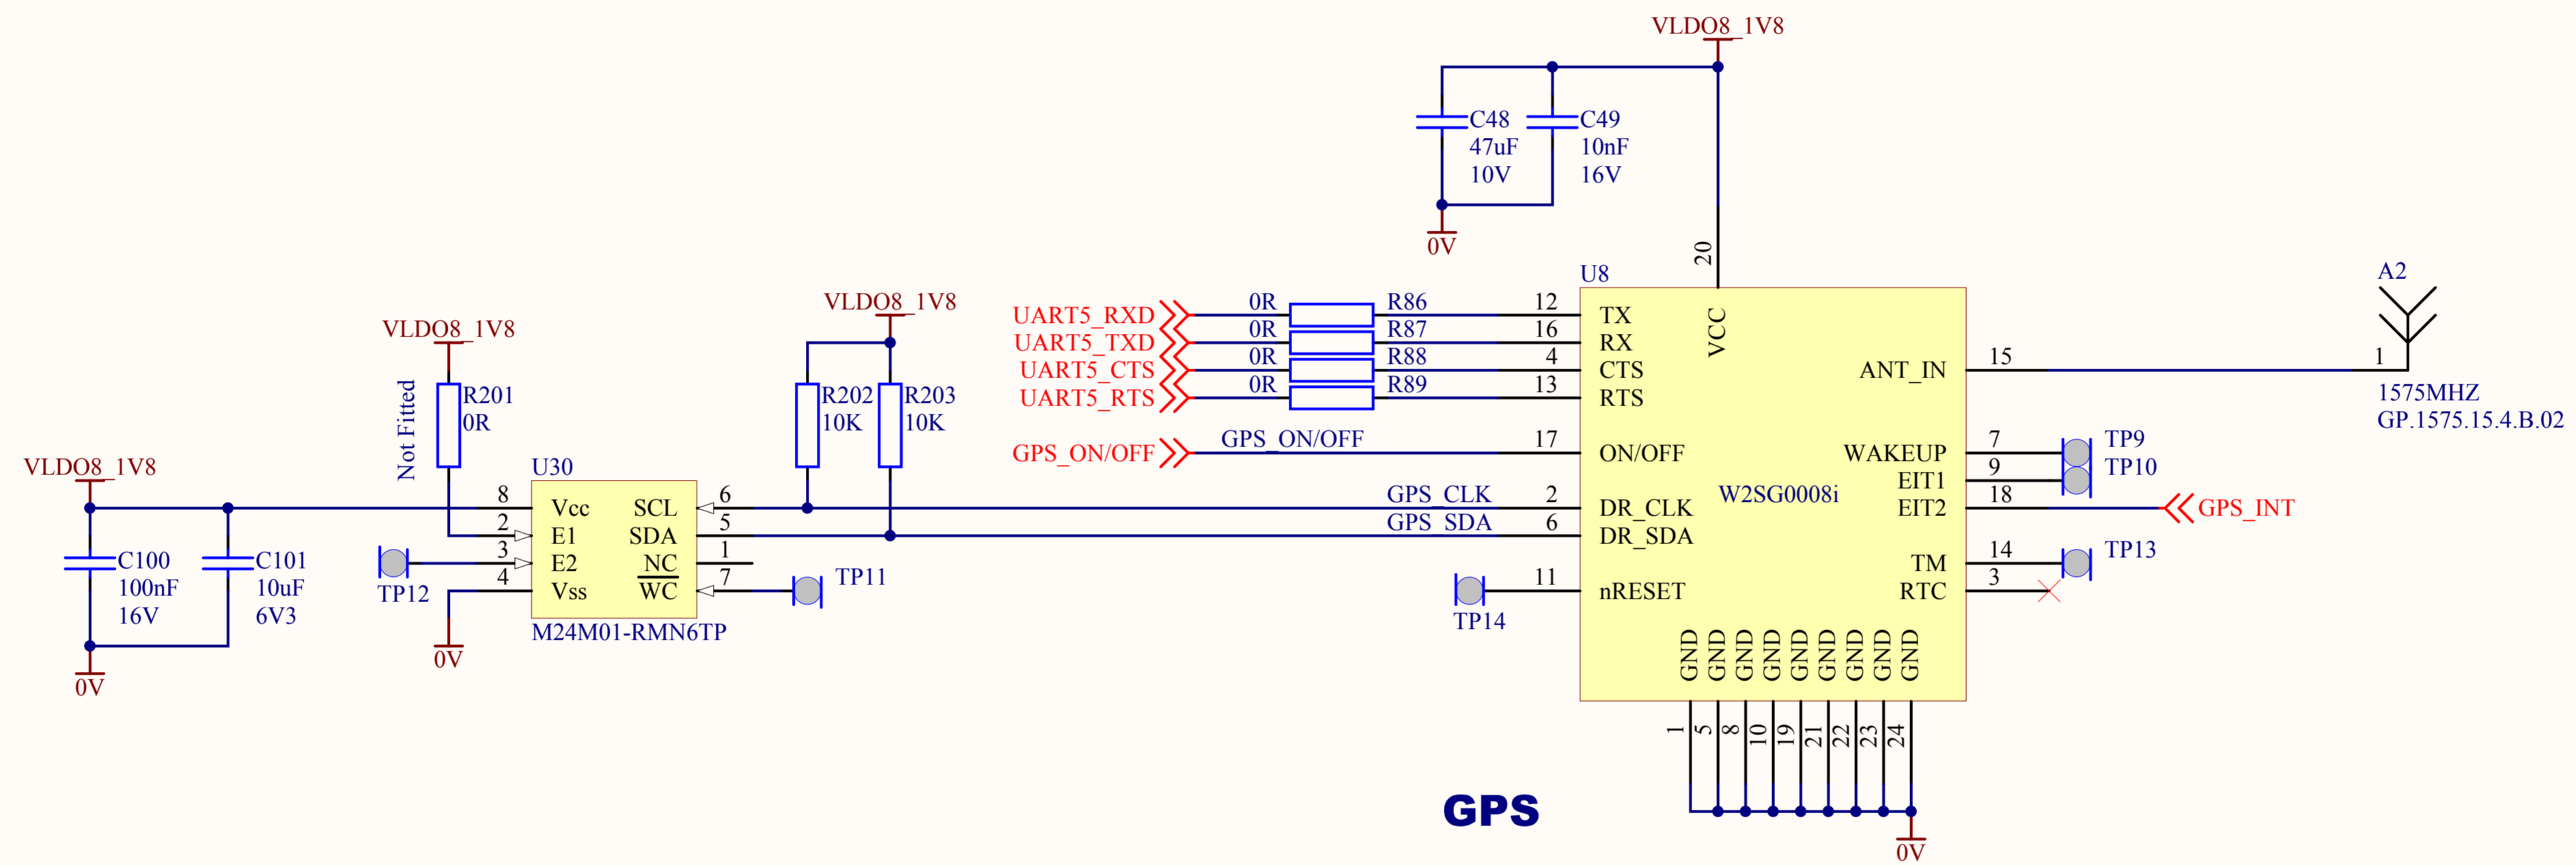 VLDO8_1V8
C48
47uF
10V
C49
10nF
16V
0V
VLDO8_1V8
C100
100nF
16V
C101
10uF
6V3
0V
VLDO8_1V8
Not Fitted
R201
0R
TP12
0V
U30
8 Vcc SCL 6
2 E1 SDA 5
3 E2 NC 1
4 Vss WC 7
M24M01-RMN6TP
TP11
VLDO8_1V8
R202
10K
R203
10K
UART5_RXD 0R R86
UART5_TXD 0R R87
UART5_CTS 0R R88
UART5_RTS 0R R89
GPS_ON/OFF GPS_ON/OFF
GPS_CLK
GPS_SDA
TP14
U8
20
VCC
12 TX
16 RX
4 CTS
13 RTS
17 ON/OFF
2 DR_CLK
6 DR_SDA
11 nRESET
W2SG0008i
ANT_IN 15
WAKEUP 7
EIT1 9
EIT2 18
TM 14
RTC 3
TP9
TP10
GPS_INT
TP13
A2
1
1575MHZ
GP.1575.15.4.B.02
GND GND GND GND GND GND GND GND GND
1 5 8 10 19 21 22 23 24
0V
GPS